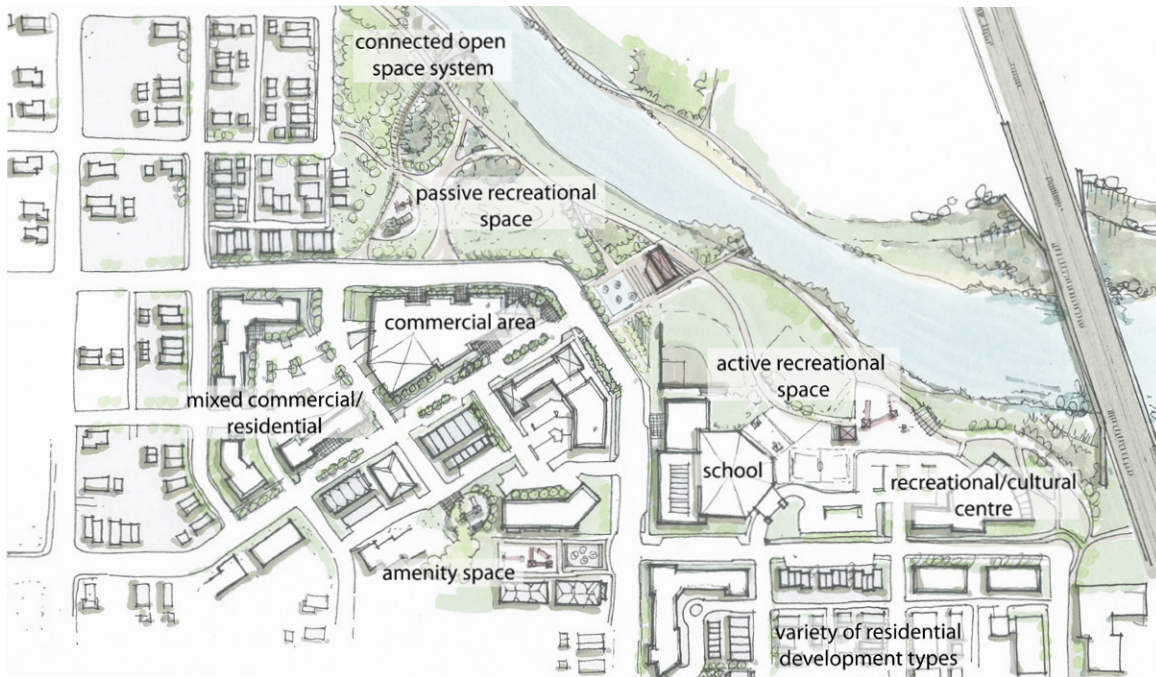 connected open
space system
passive recreational
space
commercial area
active recreational
space
mixed commercial/
residential
school
recreational/cultural
centre
amenity space
variety of residential
development types